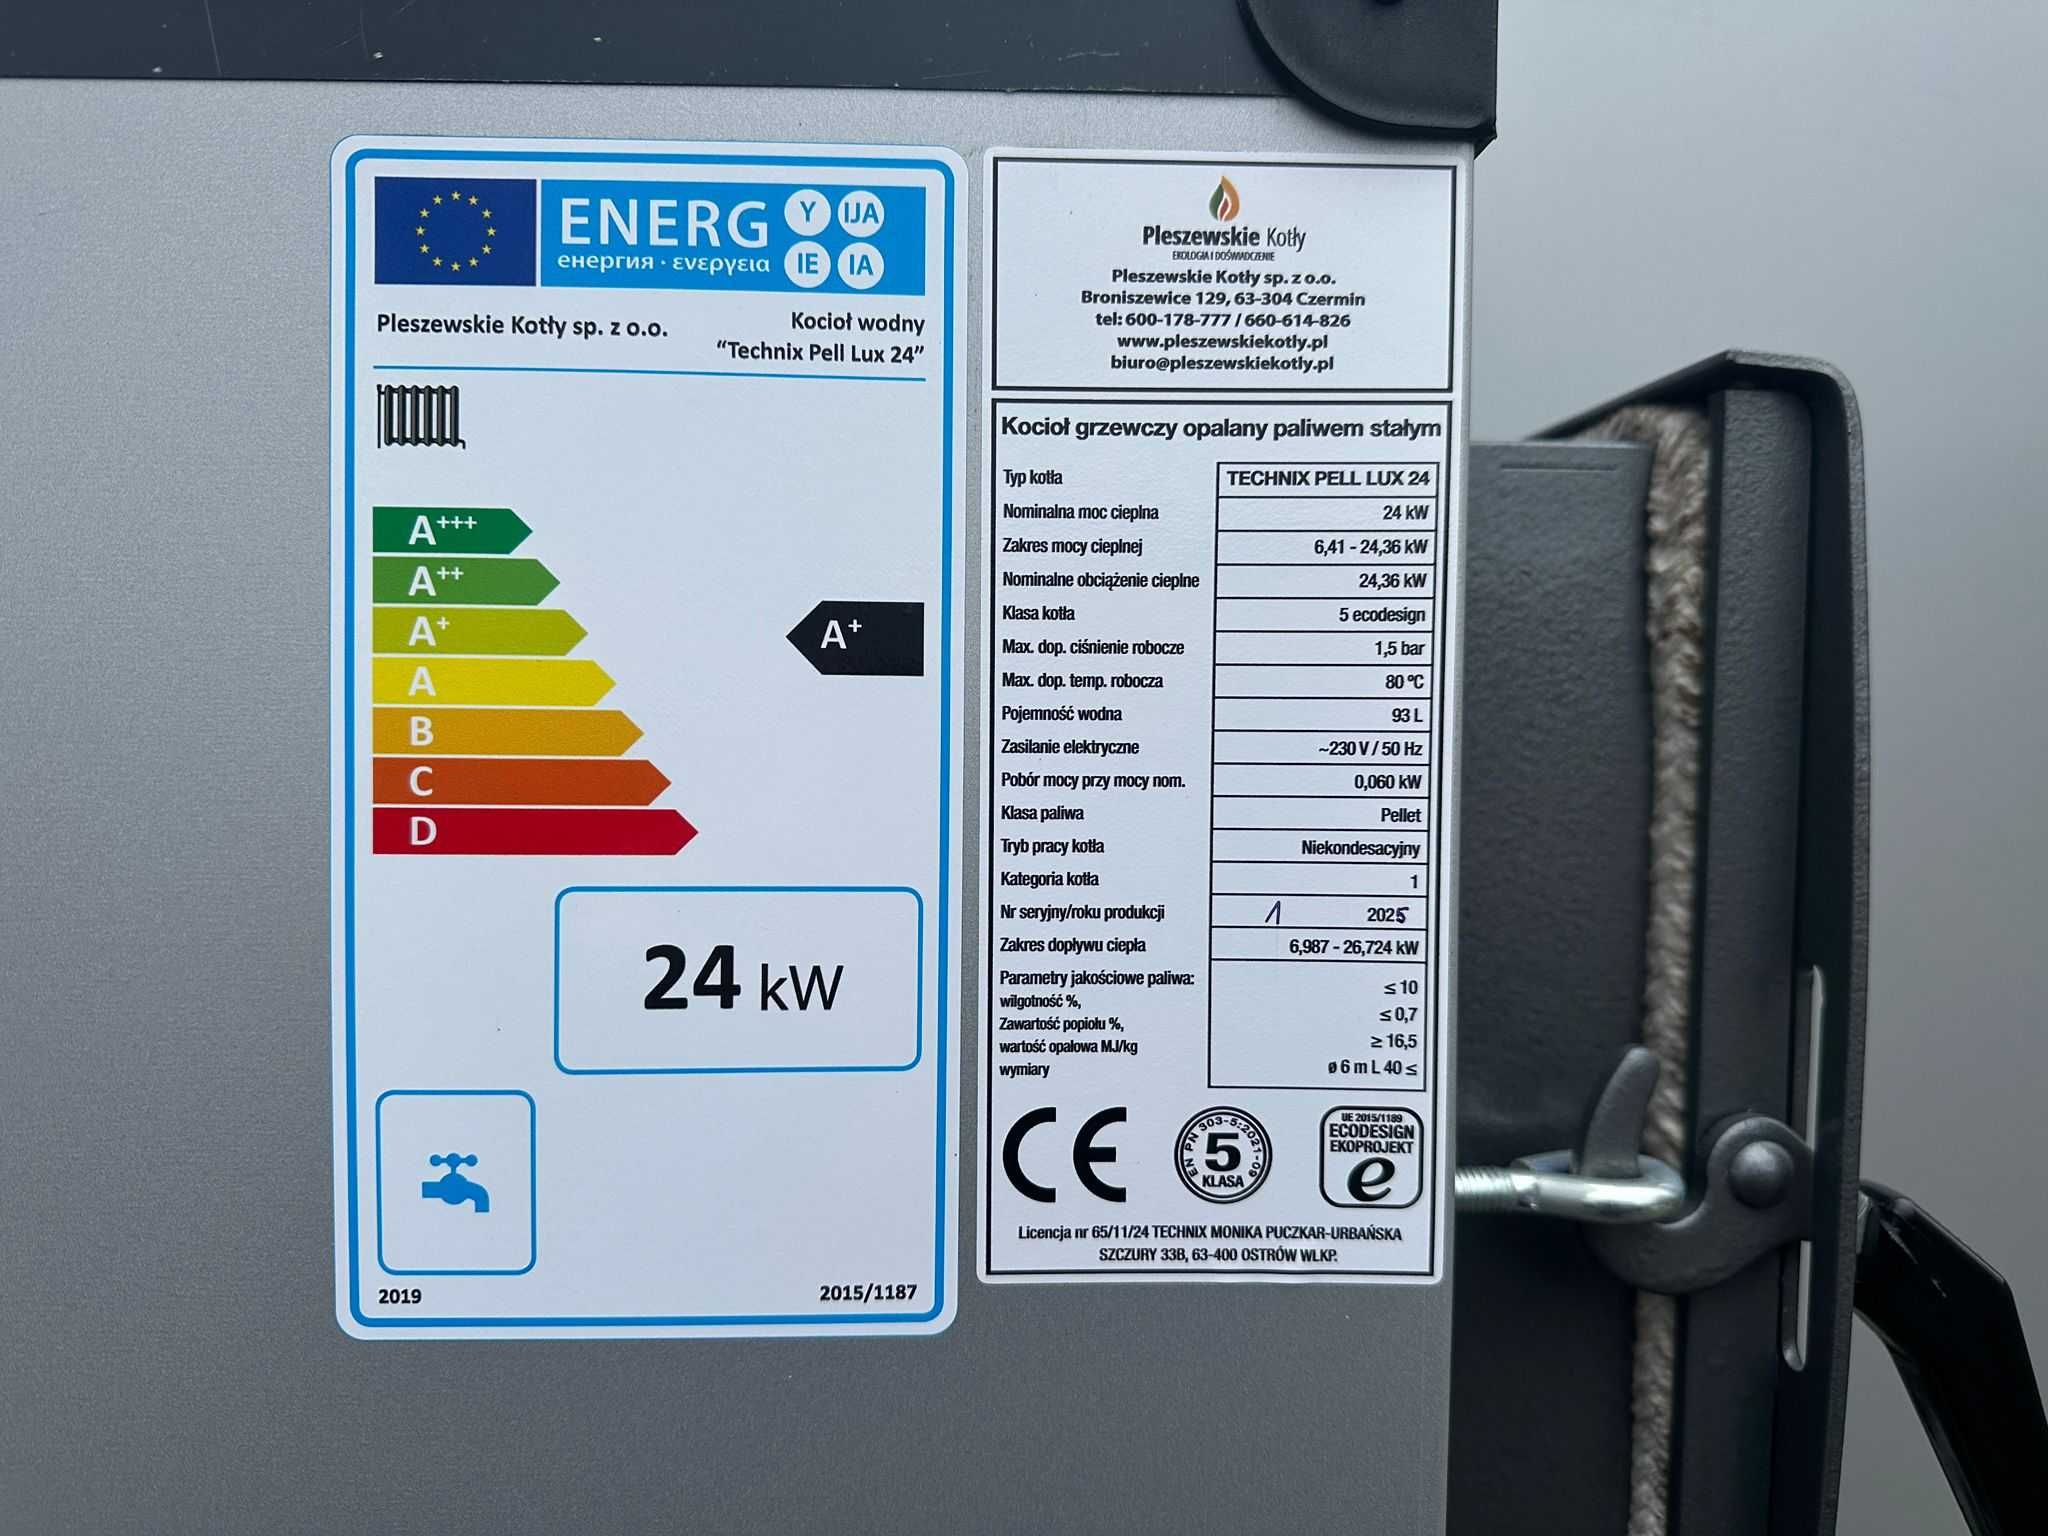 ENERG
енергия · ενεργεια
Y IJA
IE IA
Pleszewskie Kotły sp. z o.o.
Kocioł wodny
“Technix Pell Lux 24”
A+++
A++
A+
A
B
C
D
A+
24 kW
2019
2015/1187
Pleszewskie Kotły
EKOLOGIA I DOŚWIADCZENIE
Pleszewskie Kotły sp. z o.o.
Broniszewice 129, 63-304 Czermin
tel: 600-178-777 / 660-614-826
www.pleszewskiekotly.pl
biuro@pleszewskiekotly.pl
Kocioł grzewczy opalany paliwem stałym
Typ kotła TECHNIX PELL LUX 24
Nominalna moc cieplna 24 kW
Zakres mocy cieplnej 6,41 - 24,36 kW
Nominalne obciążenie cieplne 24,36 kW
Klasa kotła 5 ecodesign
Max. dop. ciśnienie robocze 1,5 bar
Max. dop. temp. robocza 80 ºC
Pojemność wodna 93 L
Zasilanie elektryczne ~230 V / 50 Hz
Pobór mocy przy mocy nom. 0,060 kW
Klasa paliwa Pellet
Tryb pracy kotła Niekondesacyjny
Kategoria kotła 1
Nr seryjny/roku produkcji 1 2025
Zakres dopływu ciepła 6,987 - 26,724 kW
Parametry jakościowe paliwa:
wilgotność %, ≤ 10
Zawartość popiołu %, ≤ 0,7
wartość opałowa MJ/kg ≥ 16,5
wymiary ø 6 m L 40 ≤
CE
EN PN 303-5:2021-09
5
KLASA
UE 2015/1189
ECODESIGN
EKOPROJEKT
e
Licencja nr 65/11/24 TECHNIX MONIKA PUCZKAR-URBAŃSKA
SZCZURY 33B, 63-400 OSTRÓW WLKP.